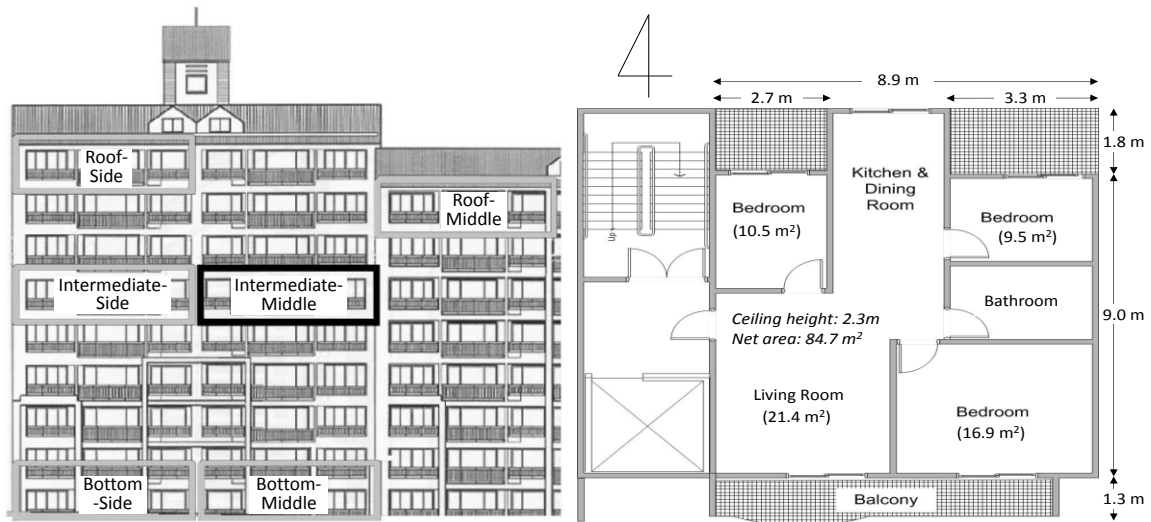 Roof-
Side
Roof-
Middle
Intermediate-
Side
Intermediate-
Middle
Bottom
-Side
Bottom-
Middle
8.9 m
2.7 m
3.3 m
1.8 m
Kitchen &
Dining
Room
Bedroom
(10.5 m²)
Bedroom
(9.5 m²)
Up
Bathroom
9.0 m
Ceiling height: 2.3m
Net area: 84.7 m²
Living Room
(21.4 m²)
Bedroom
(16.9 m²)
Balcony
1.3 m